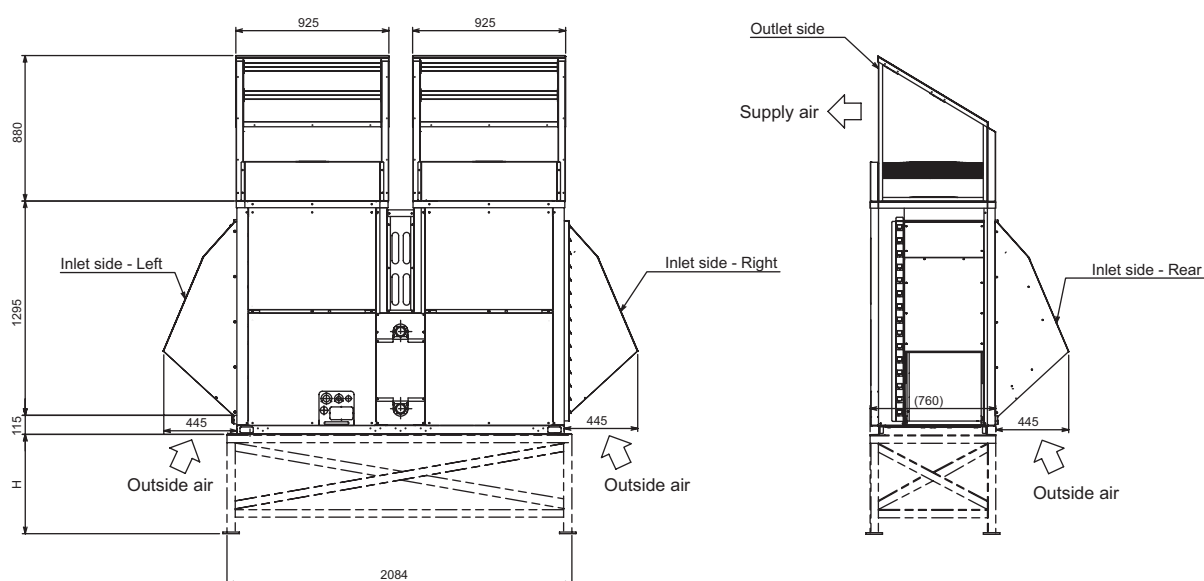 925
925
Outlet side
Supply air
880
Inlet side - Left
Inlet side - Right
Inlet side - Rear
1295
(760)
115
445
445
445
H
Outside air
Outside air
Outside air
2084